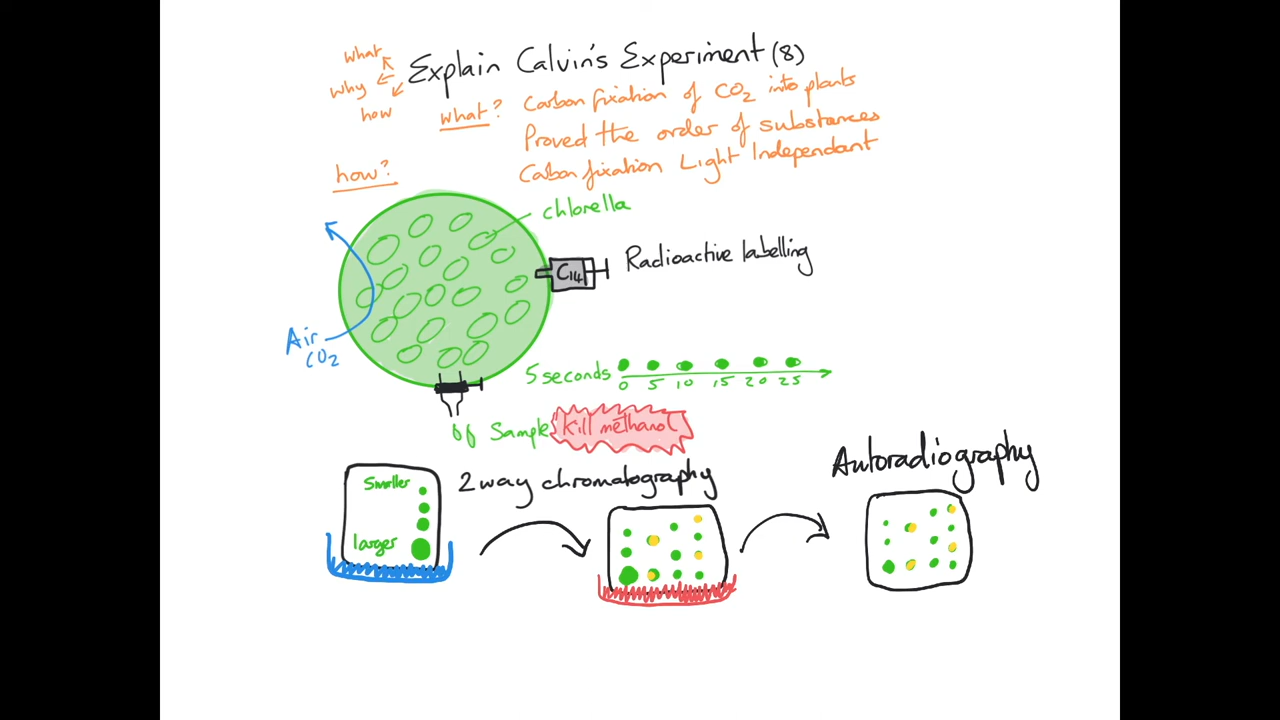 Explain Calvin's Experiment (8)
what
why
how
what? Carbon fixation of CO2 into plants
Proved the order of substances
Carbon fixation Light Independant
how?
chlorella
C14
Radioactive labelling
Air
CO2
5 seconds
0 5 10 15 20 25
Sample kill methanol
2 way chromatography
Autoradiography
Smaller
larger